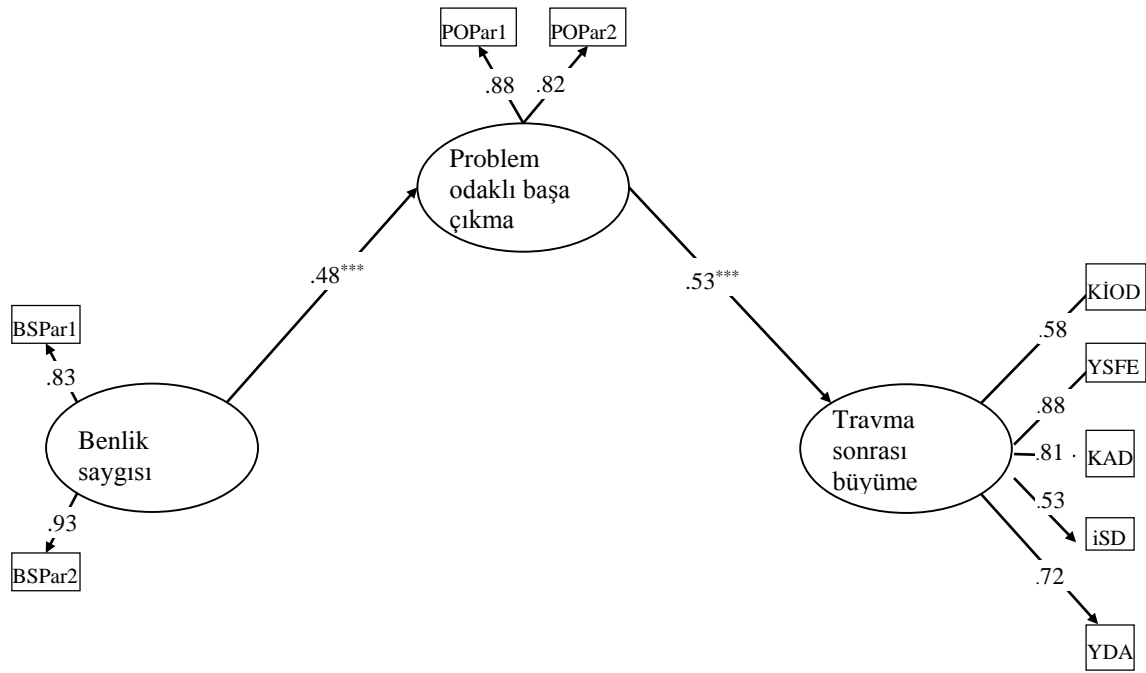 POPar1
POPar2
.88
.82
Problem
odaklı başa
çıkma
.48***
.53***
BSPar1
.83
Benlik
saygısı
.93
BSPar2
Travma
sonrası
büyüme
.58
KİOD
.88
YSFE
.81
KAD
.53
iSD
.72
YDA